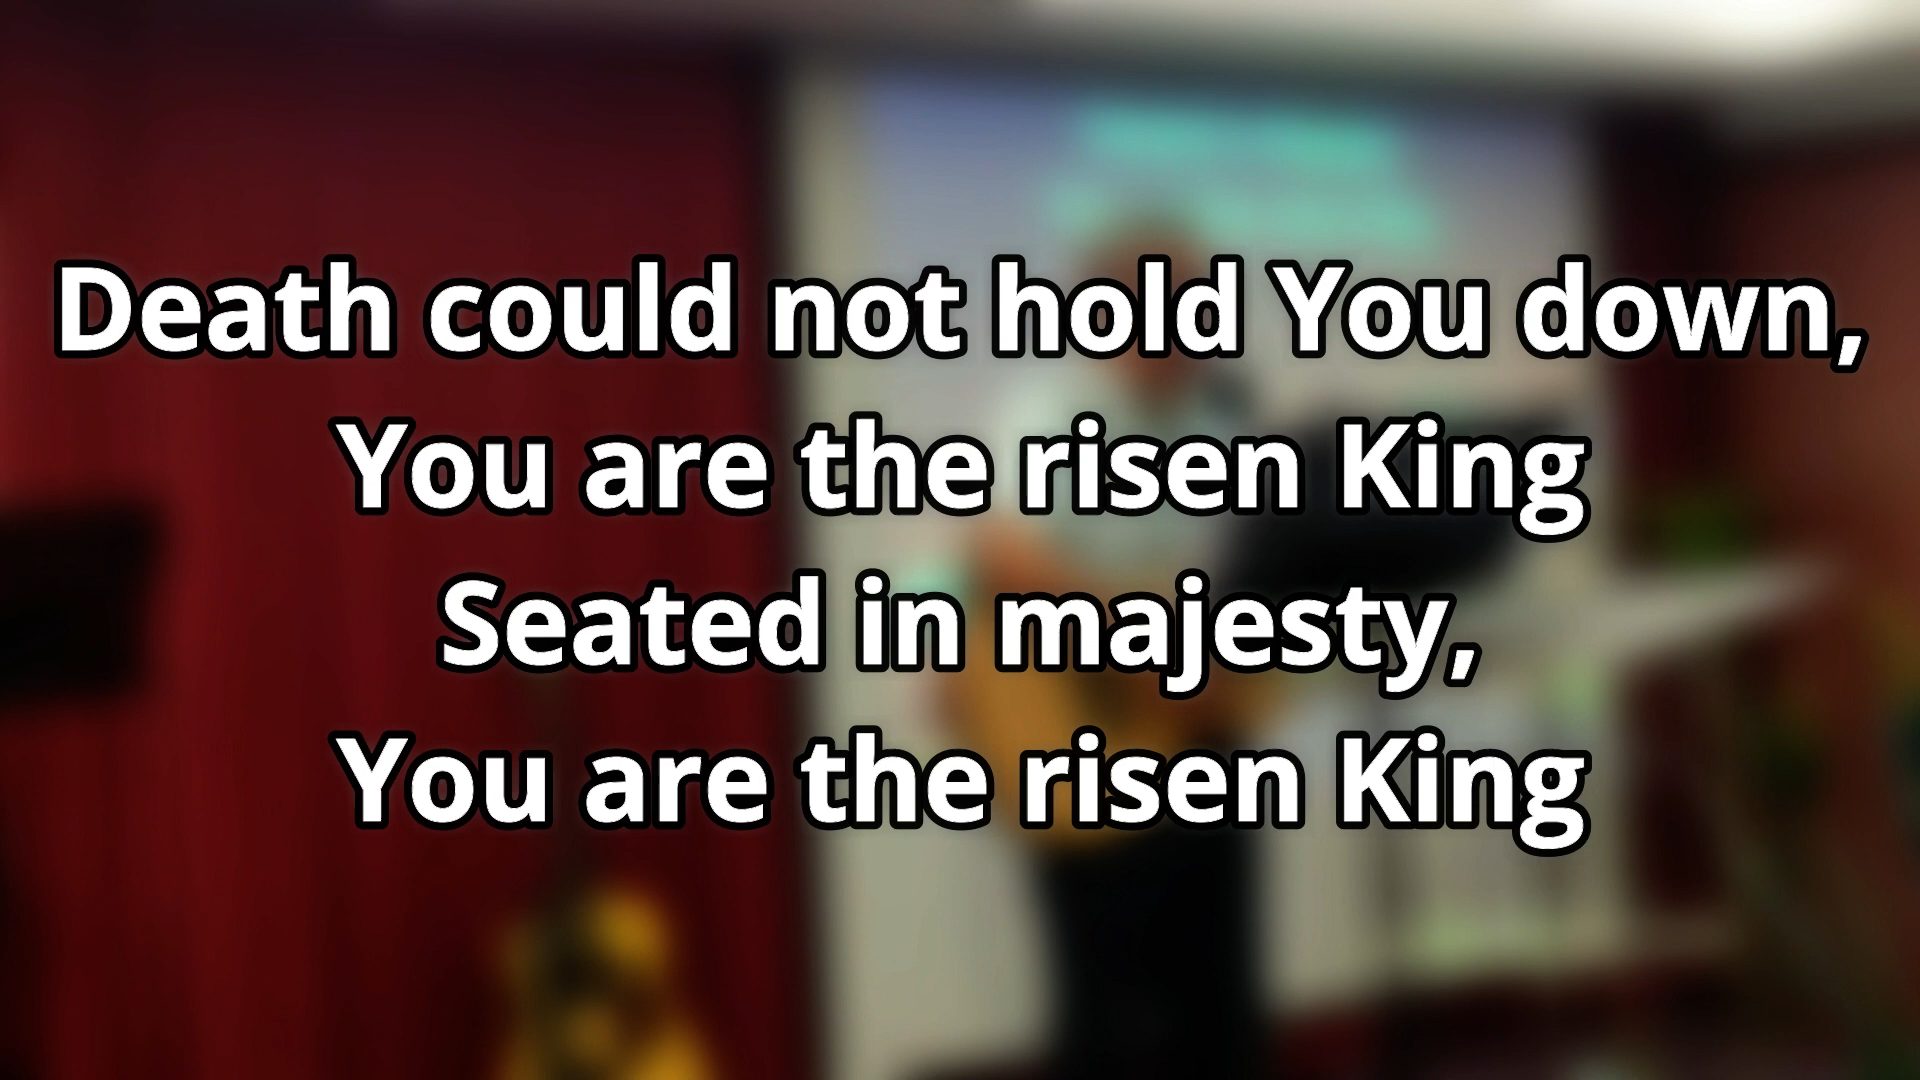 Death could not hold You down,
You are the risen King
Seated in majesty,
You are the risen King